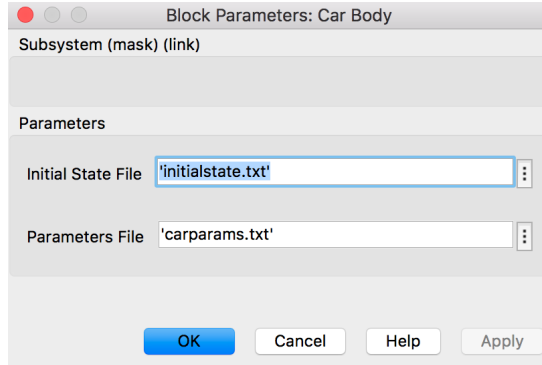 Block Parameters: Car Body
Subsystem (mask) (link)
Parameters
Initial State File 'initialstate.txt'
Parameters File 'carparams.txt'
OK Cancel Help Apply